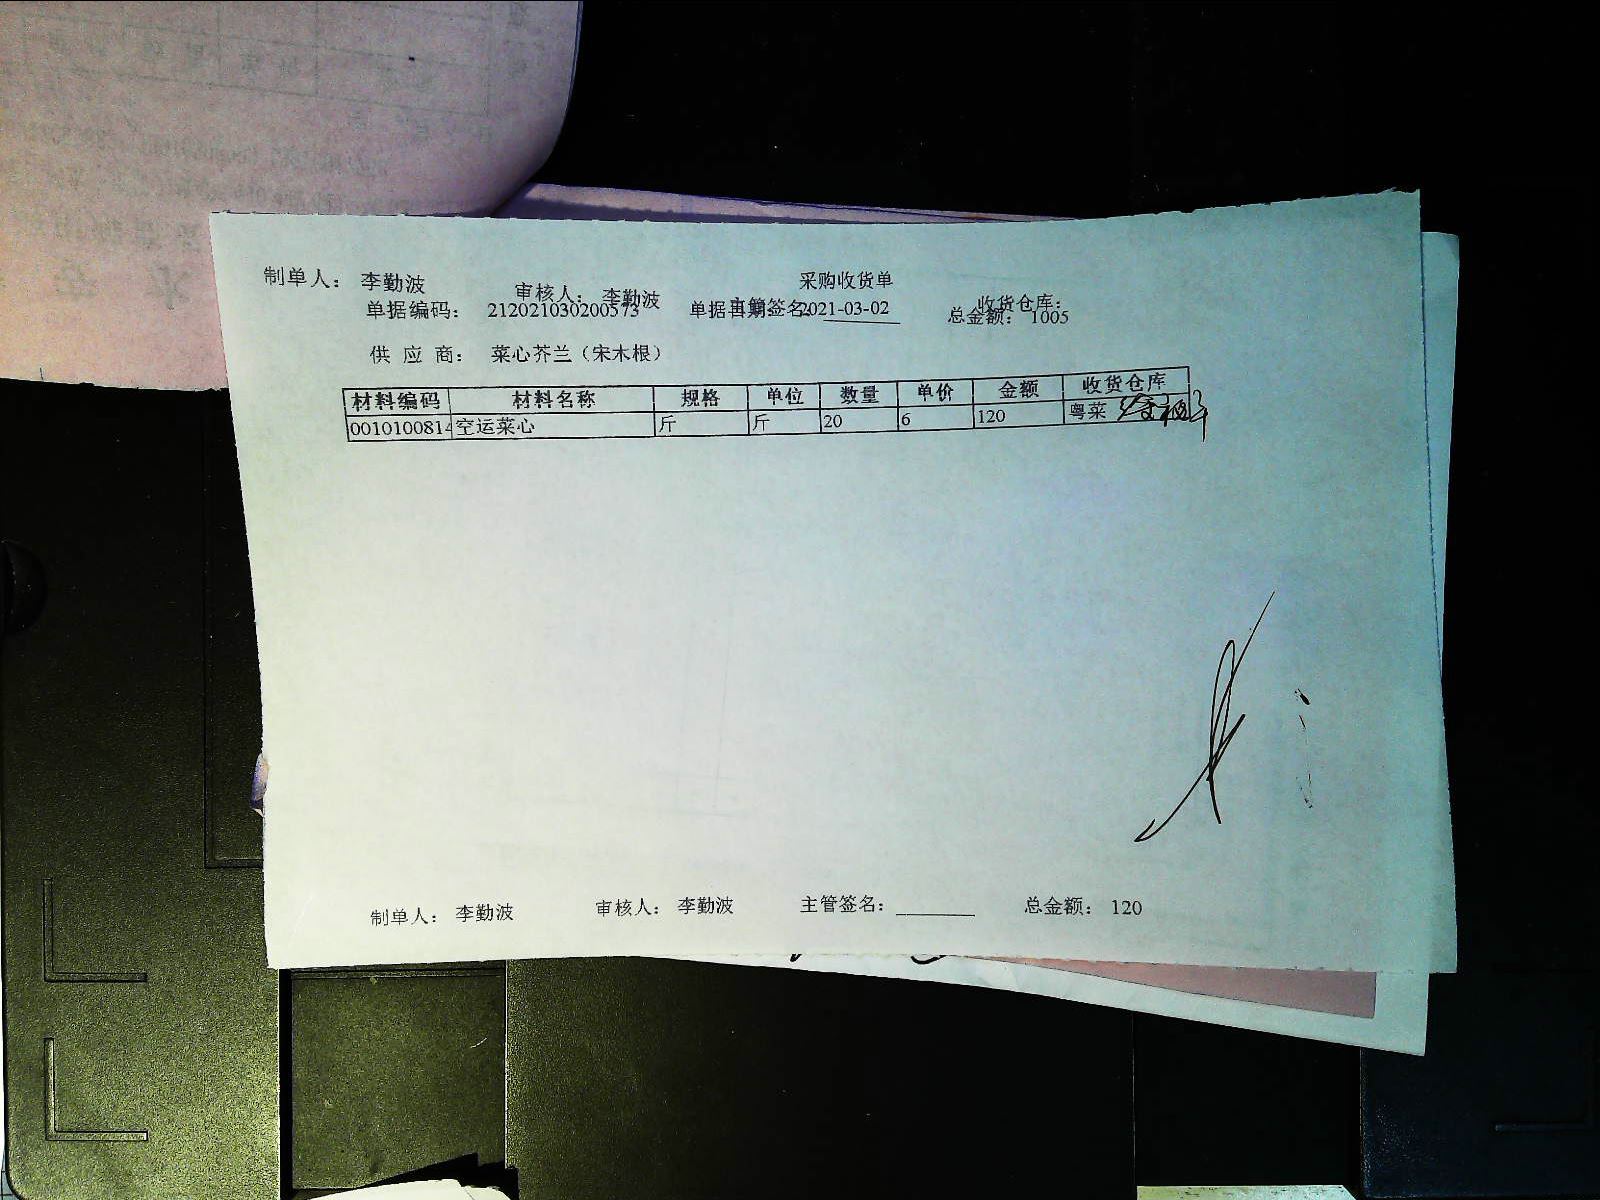 采购收货单
制单人： 李勤波 审核人： 李勤波 主管签名： 收货仓库：
单据编码： 212021030200573 单据日期： 2021-03-02 总金额： 1005
供 应 商： 菜心芥兰（宋木根）
材料编码 材料名称 规格 单位 数量 单价 金额 收货仓库
0010100814 空运菜心 斤 斤 20 6 120 粤菜
制单人： 李勤波 审核人： 李勤波 主管签名： 总金额： 120